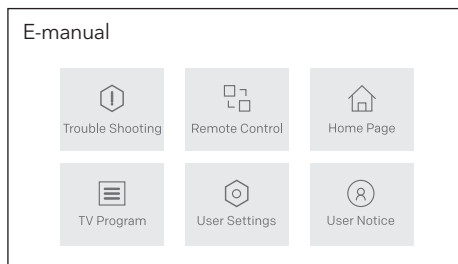 E-manual
Trouble Shooting
Remote Control
Home Page
TV Program
User Settings
User Notice